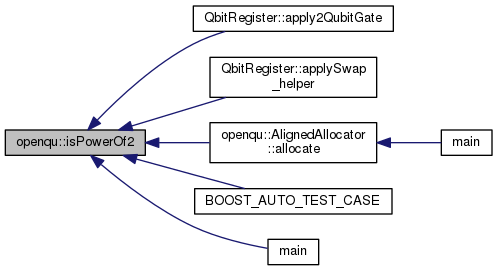 QbitRegister::apply2QubitGate
QbitRegister::applySwap
_helper
openqu::isPowerOf2
openqu::AlignedAllocator
::allocate
main
BOOST_AUTO_TEST_CASE
main